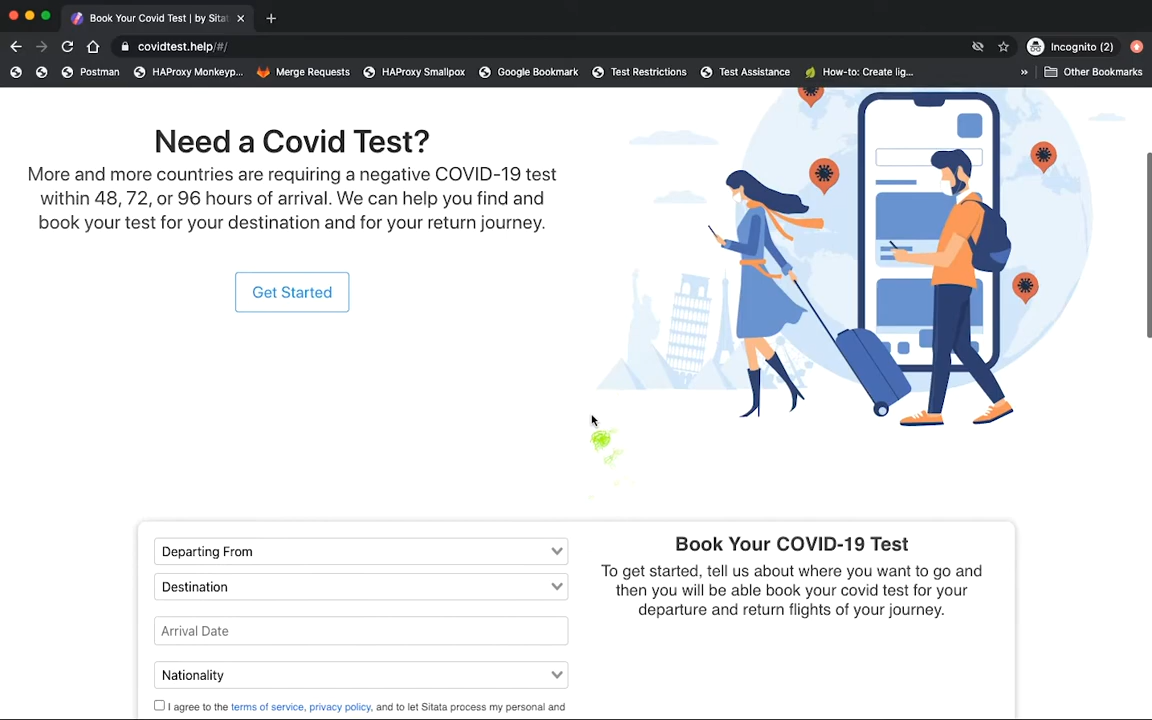 Book Your Covid Test | by Sitat
covidtest.help/#/
Incognito (2)
Postman
HAProxy Monkeyp...
Merge Requests
HAProxy Smallpox
Google Bookmark
Test Restrictions
Test Assistance
How-to: Create lig...
»
Other Bookmarks
Need a Covid Test?
More and more countries are requiring a negative COVID-19 test
within 48, 72, or 96 hours of arrival. We can help you find and
book your test for your destination and for your return journey.
Get Started
Departing From
Destination
Arrival Date
Nationality
I agree to the terms of service, privacy policy, and to let Sitata process my personal and
Book Your COVID-19 Test
To get started, tell us about where you want to go and
then you will be able book your covid test for your
departure and return flights of your journey.